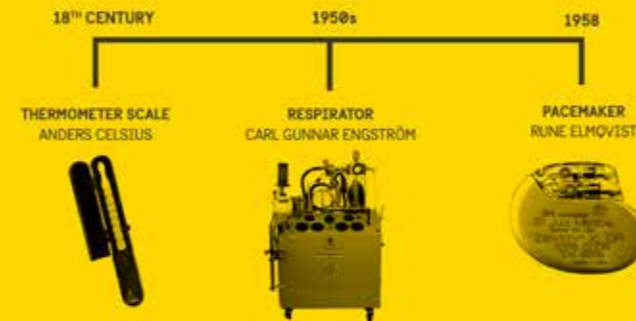 18TH CENTURY
1950s
1958
THERMOMETER SCALE
ANDERS CELSIUS
RESPIRATOR
CARL GUNNAR ENGSTRÖM
PACEMAKER
RUNE ELMQVIST